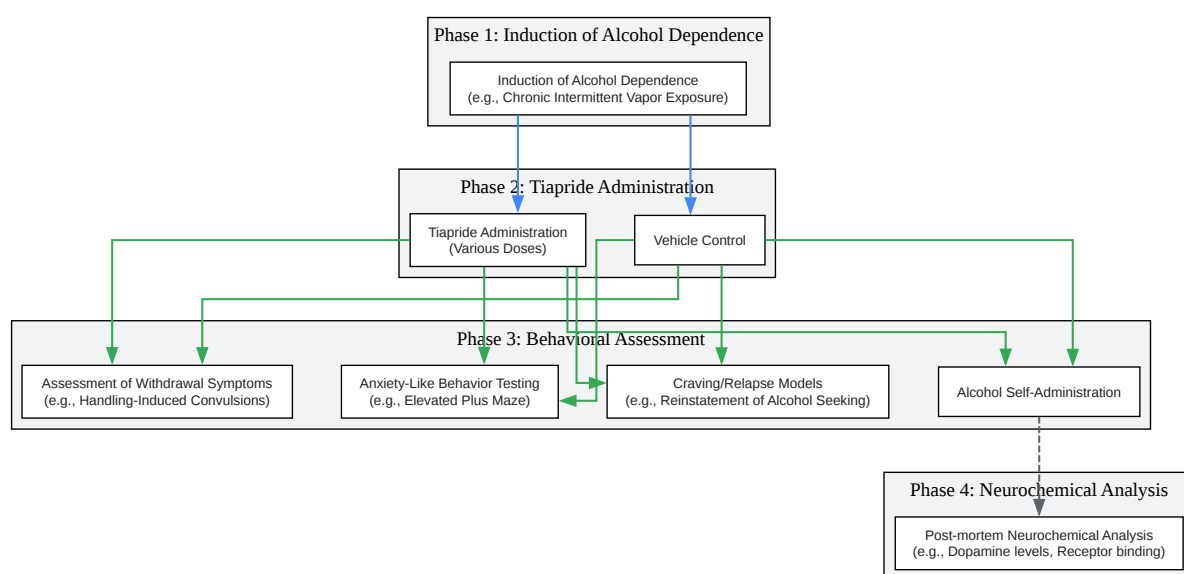 Phase 1: Induction of Alcohol Dependence
Induction of Alcohol Dependence
(e.g., Chronic Intermittent Vapor Exposure)
Phase 2: Tiapride Administration
Tiapride Administration
(Various Doses)
Vehicle Control
Phase 3: Behavioral Assessment
Assessment of Withdrawal Symptoms
(e.g., Handling-Induced Convulsions)
Anxiety-Like Behavior Testing
(e.g., Elevated Plus Maze)
Craving/Relapse Models
(e.g., Reinstatement of Alcohol Seeking)
Alcohol Self-Administration
Phase 4: Neurochemical Analysis
Post-mortem Neurochemical Analysis
(e.g., Dopamine levels, Receptor binding)